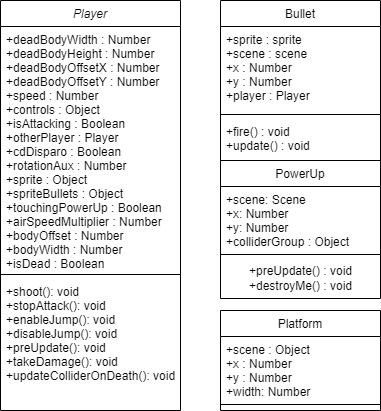 Player
+deadBodyWidth : Number
+deadBodyHeight : Number
+deadBodyOffsetX : Number
+deadBodyOffsetY : Number
+speed : Number
+controls : Object
+isAttacking : Boolean
+otherPlayer : Player
+cdDisparo : Boolean
+rotationAux : Number
+sprite : Object
+spriteBullets : Object
+touchingPowerUp : Boolean
+airSpeedMultiplier : Number
+bodyOffset : Number
+bodyWidth : Number
+isDead : Boolean
+shoot(): void
+stopAttack(): void
+enableJump(): void
+disableJump(): void
+preUpdate(): void
+takeDamage(): void
+updateColliderOnDeath(): void
Bullet
+sprite : sprite
+scene : scene
+x : Number
+y : Number
+player : Player
+fire() : void
+update() : void
PowerUp
+scene: Scene
+x: Number
+y: Number
+colliderGroup : Object
+preUpdate() : void
+destroyMe() : void
Platform
+scene : Object
+x : Number
+y : Number
+width: Number